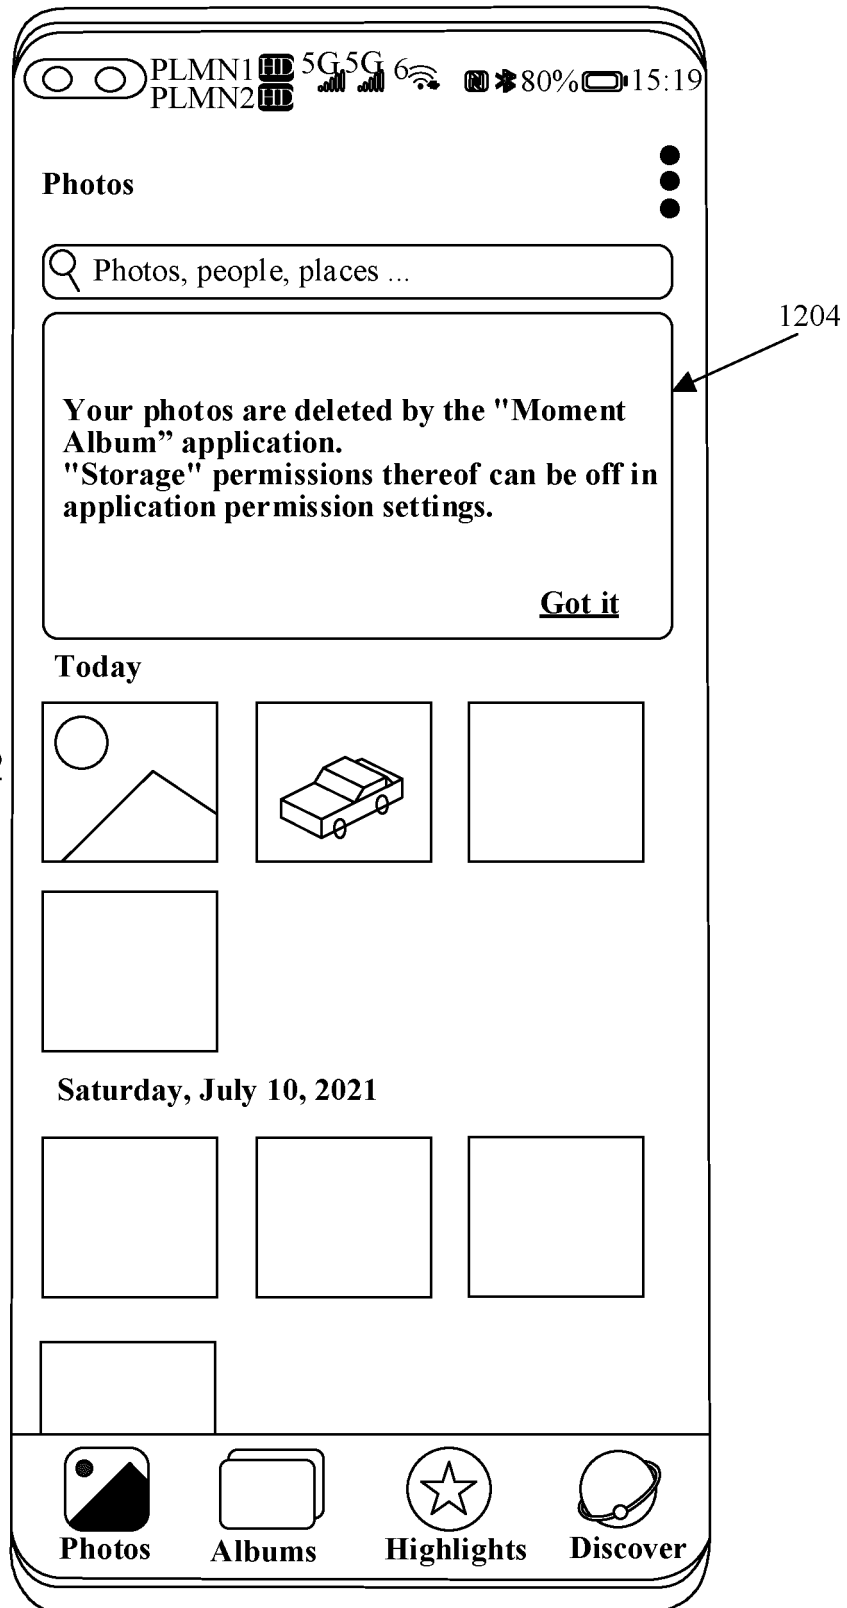 PLMN1 HD 5G 5G 6 N 80% 15:19
PLMN2 HD
Photos
Photos, people, places ...
1204
Your photos are deleted by the "Moment
Album” application.
"Storage" permissions thereof can be off in
application permission settings.
Got it
Today
Saturday, July 10, 2021
Photos Albums Highlights Discover